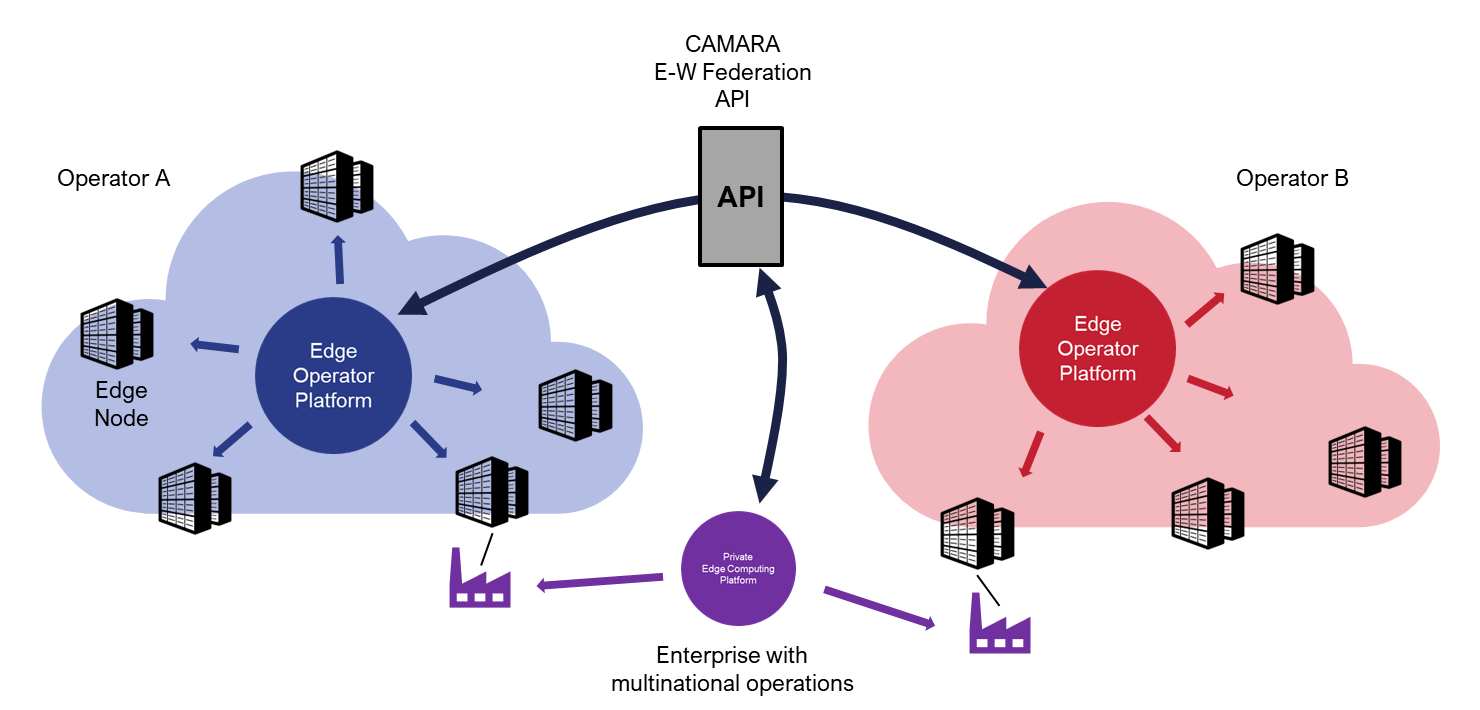 CAMARA
E-W Federation
API
Operator A
API
Operator B
Edge
Operator
Platform
Edge
Operator
Platform
Edge
Node
Private
Edge Computing
Platform
Enterprise with
multinational operations